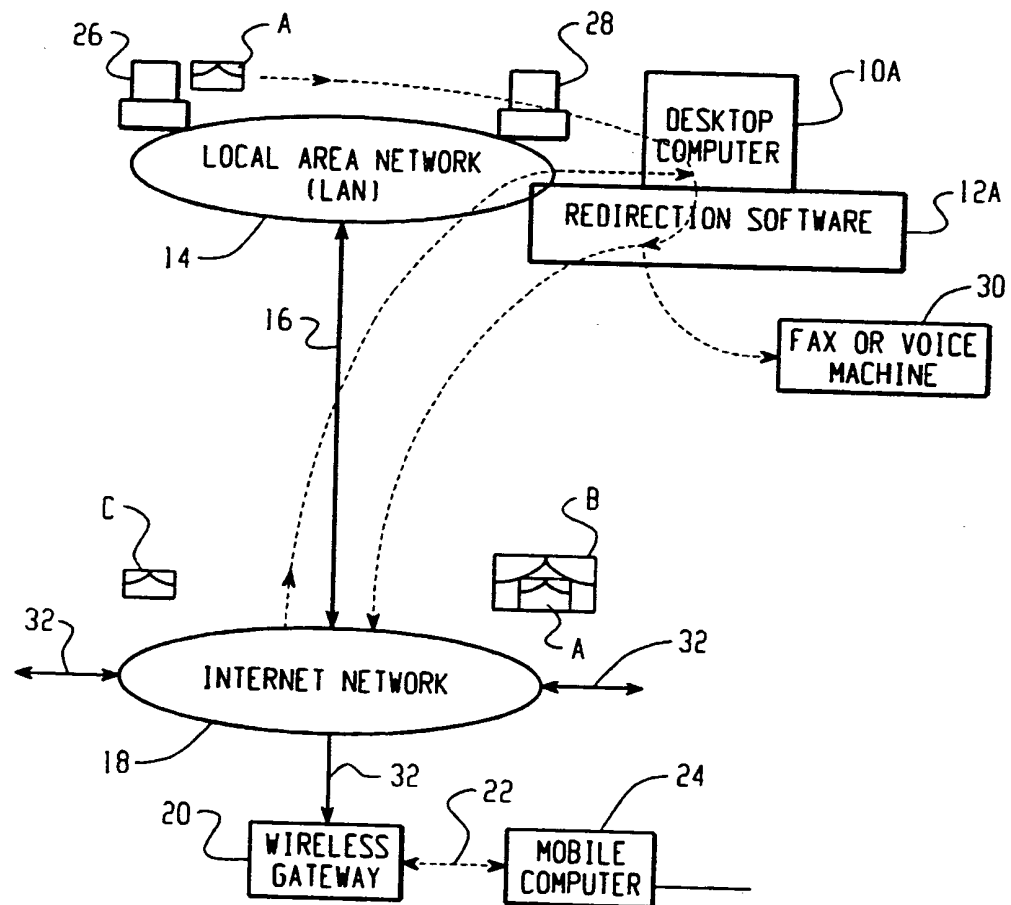 26
A
28
10A
DESKTOP
COMPUTER
LOCAL AREA NETWORK
(LAN)
12A
REDIRECTION SOFTWARE
14
30
16
FAX OR VOICE
MACHINE
C
B
A
32
32
INTERNET NETWORK
18
32
22
24
20
WIRELESS
GATEWAY
MOBILE
COMPUTER